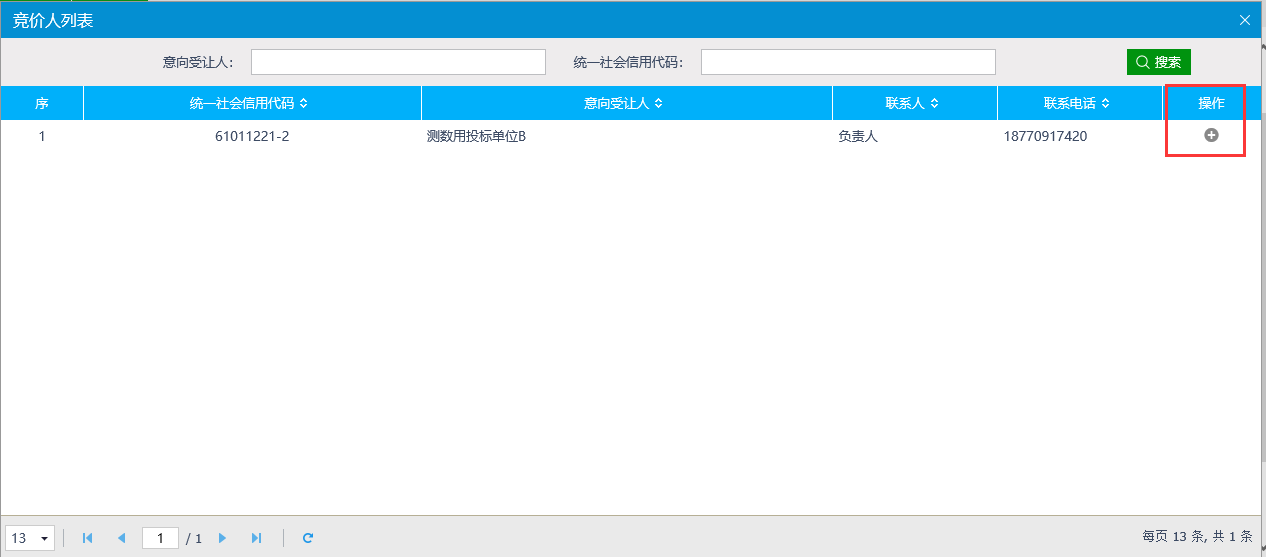 竞价人列表
意向受让人： 统一社会信用代码： 搜索
序 统一社会信用代码 意向受让人 联系人 联系电话 操作
1 61011221-2 测数用投标单位B 负责人 18770917420
13 1 / 1 每页 13 条, 共 1 条